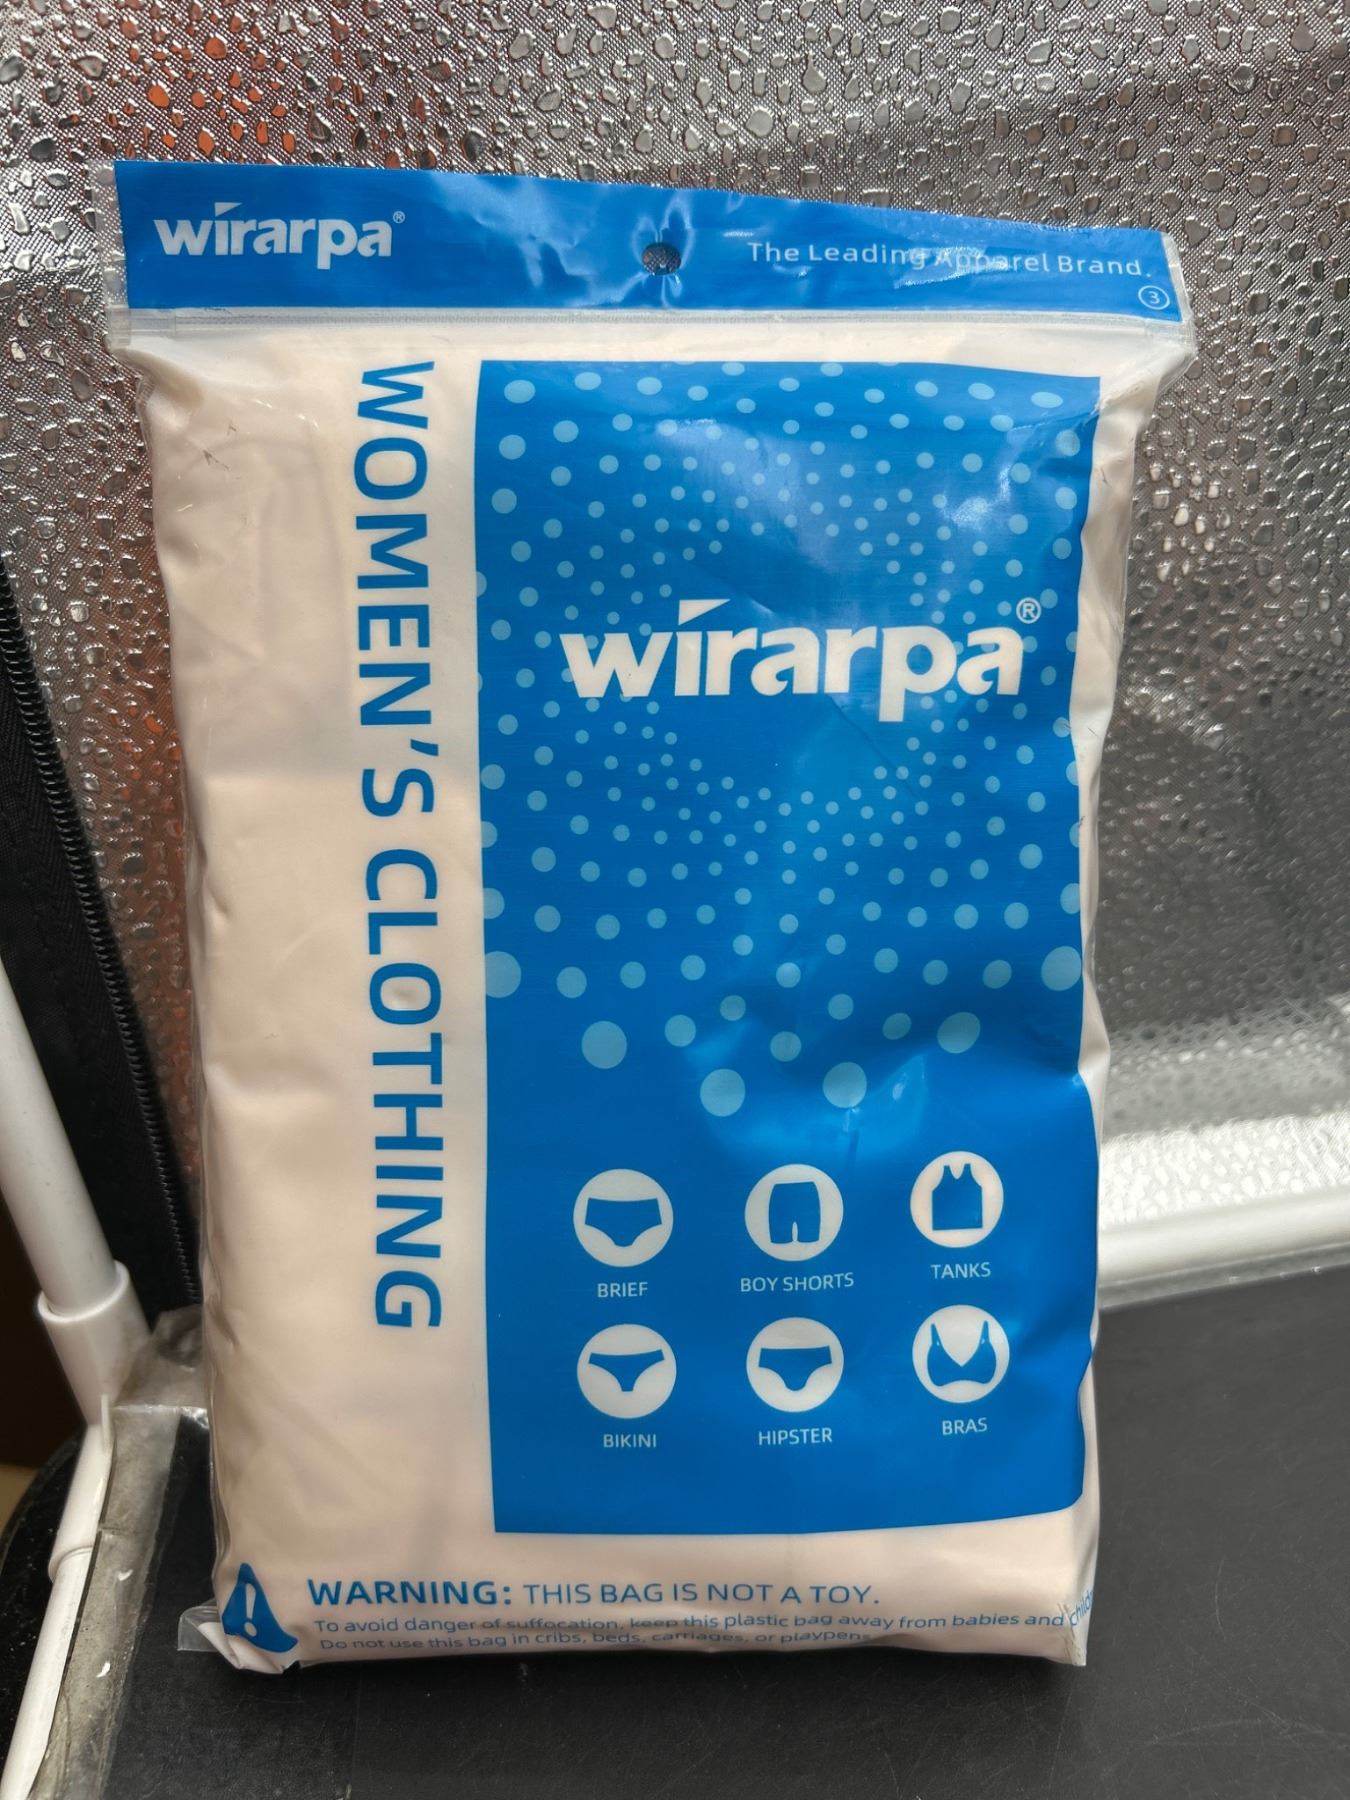 wirarpa®
The Leading Apparel Brand.
3
WOMEN'S CLOTHING
wirarpa®
BRIEF
BOY SHORTS
TANKS
BIKINI
HIPSTER
BRAS
WARNING: THIS BAG IS NOT A TOY.
To avoid danger of suffocation, keep this plastic bag away from babies and
Do not use this bag in cribs, beds, carriages, or playpens